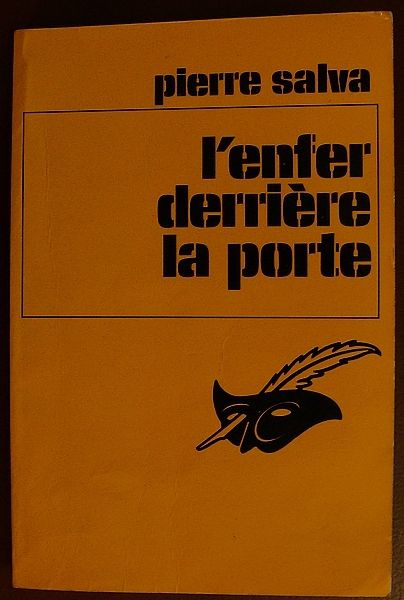 pierre salva
l'enfer
derrière
la porte